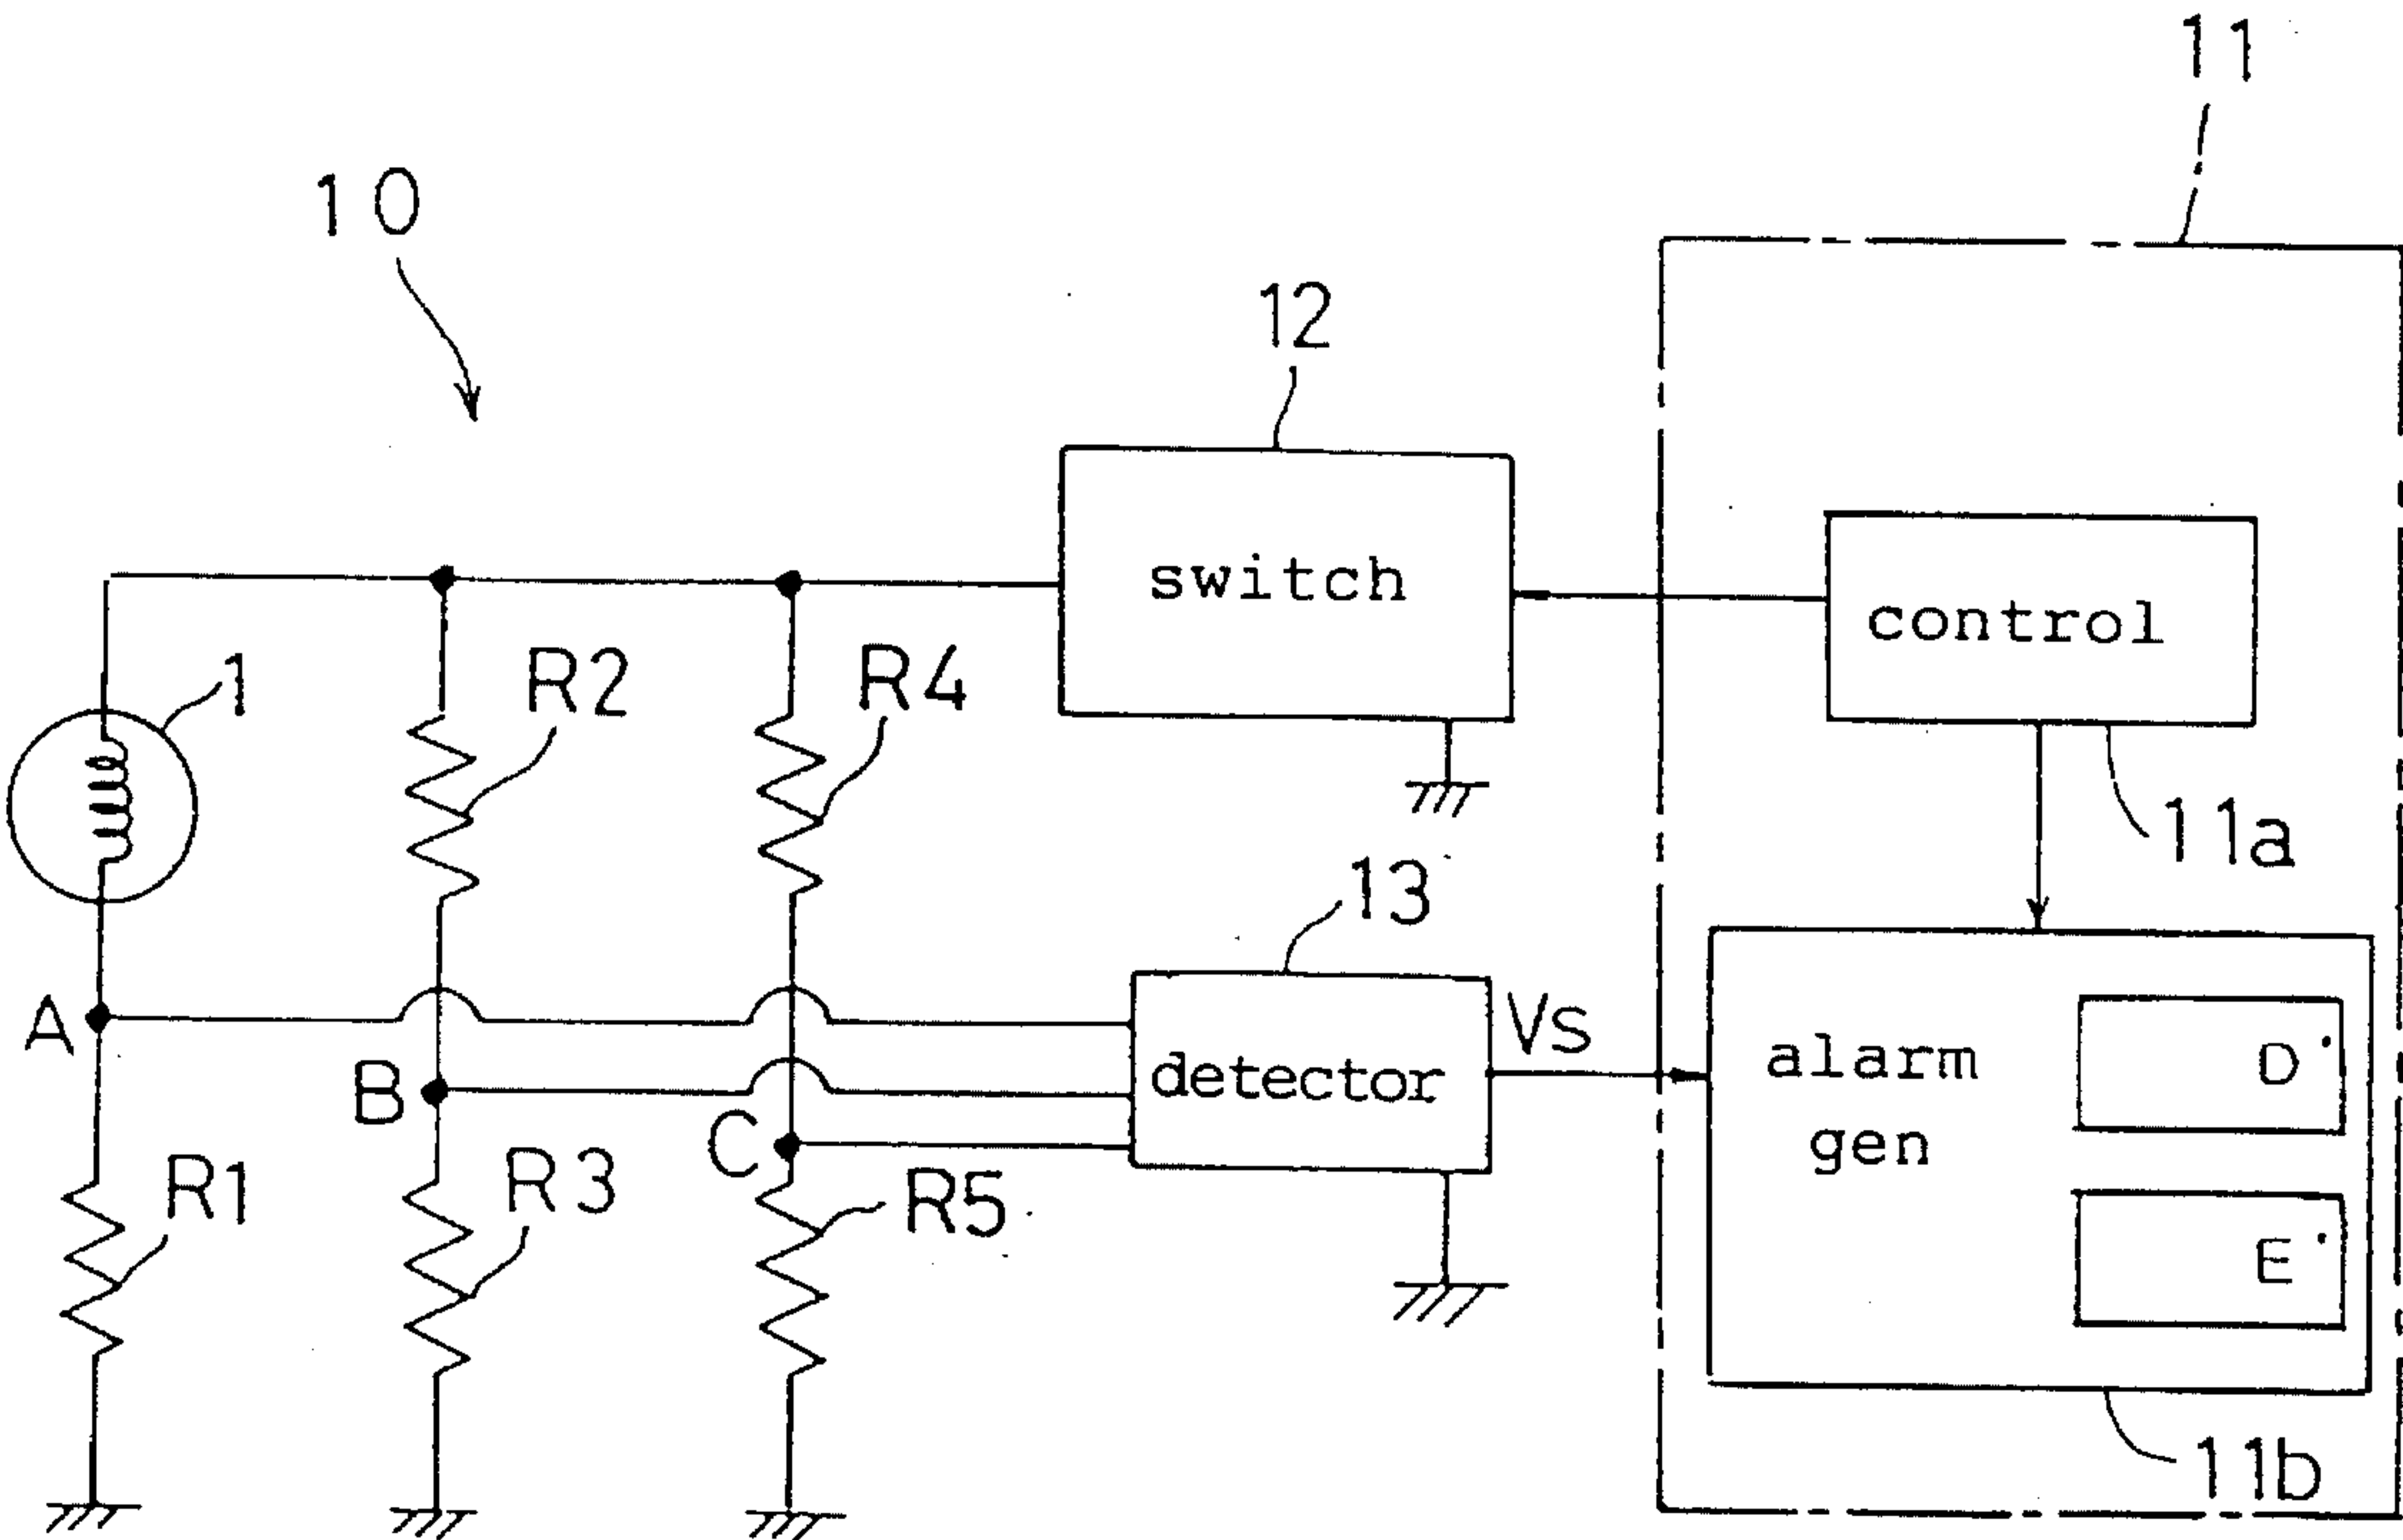 11
10
12
switch
control
1
R2
R4
11a
13
A
B
C
detector
Vs
alarm
gen
D
E
R1
R3
R5
11b